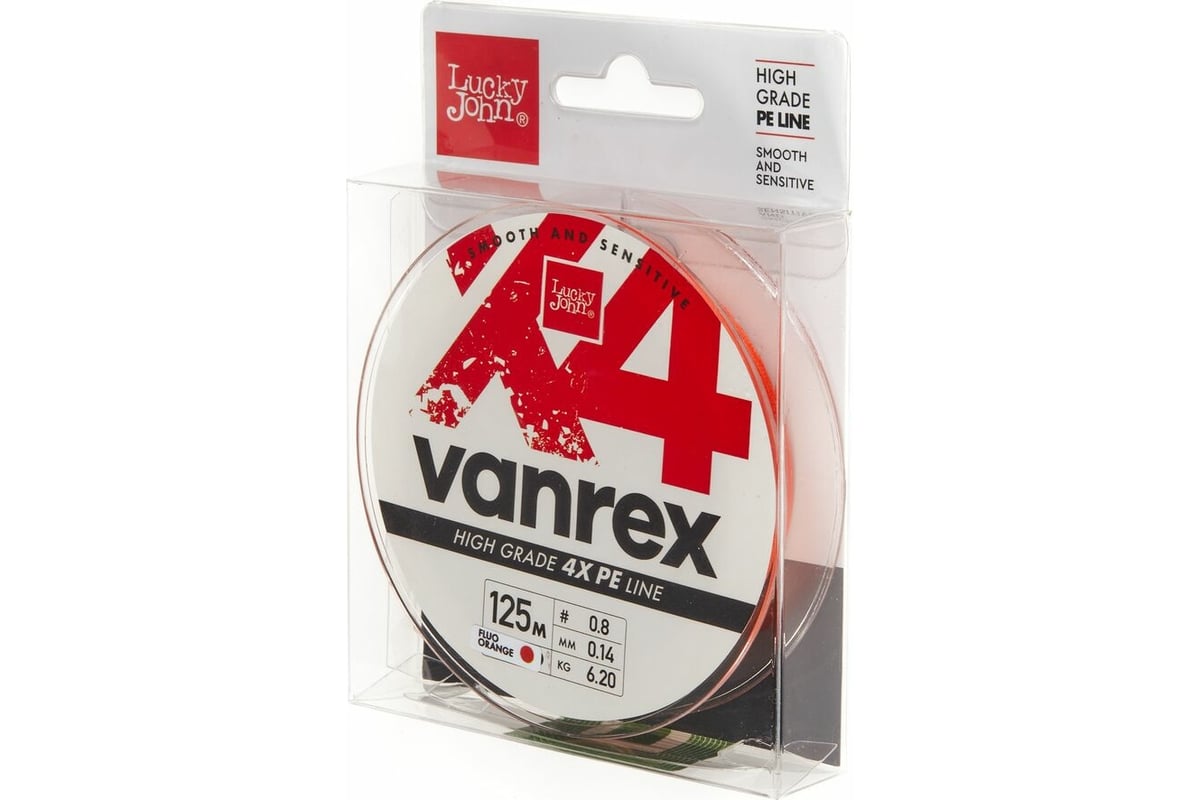 Lucky
John®
HIGH
GRADE
PE LINE
SMOOTH
AND
SENSITIVE
SMOOTH AND SENSITIVE
Lucky
John®
X4
vanrex
HIGH GRADE 4X PE LINE
125M
# 0.8
MM 0.14
KG 6.20
FLUO
ORANGE